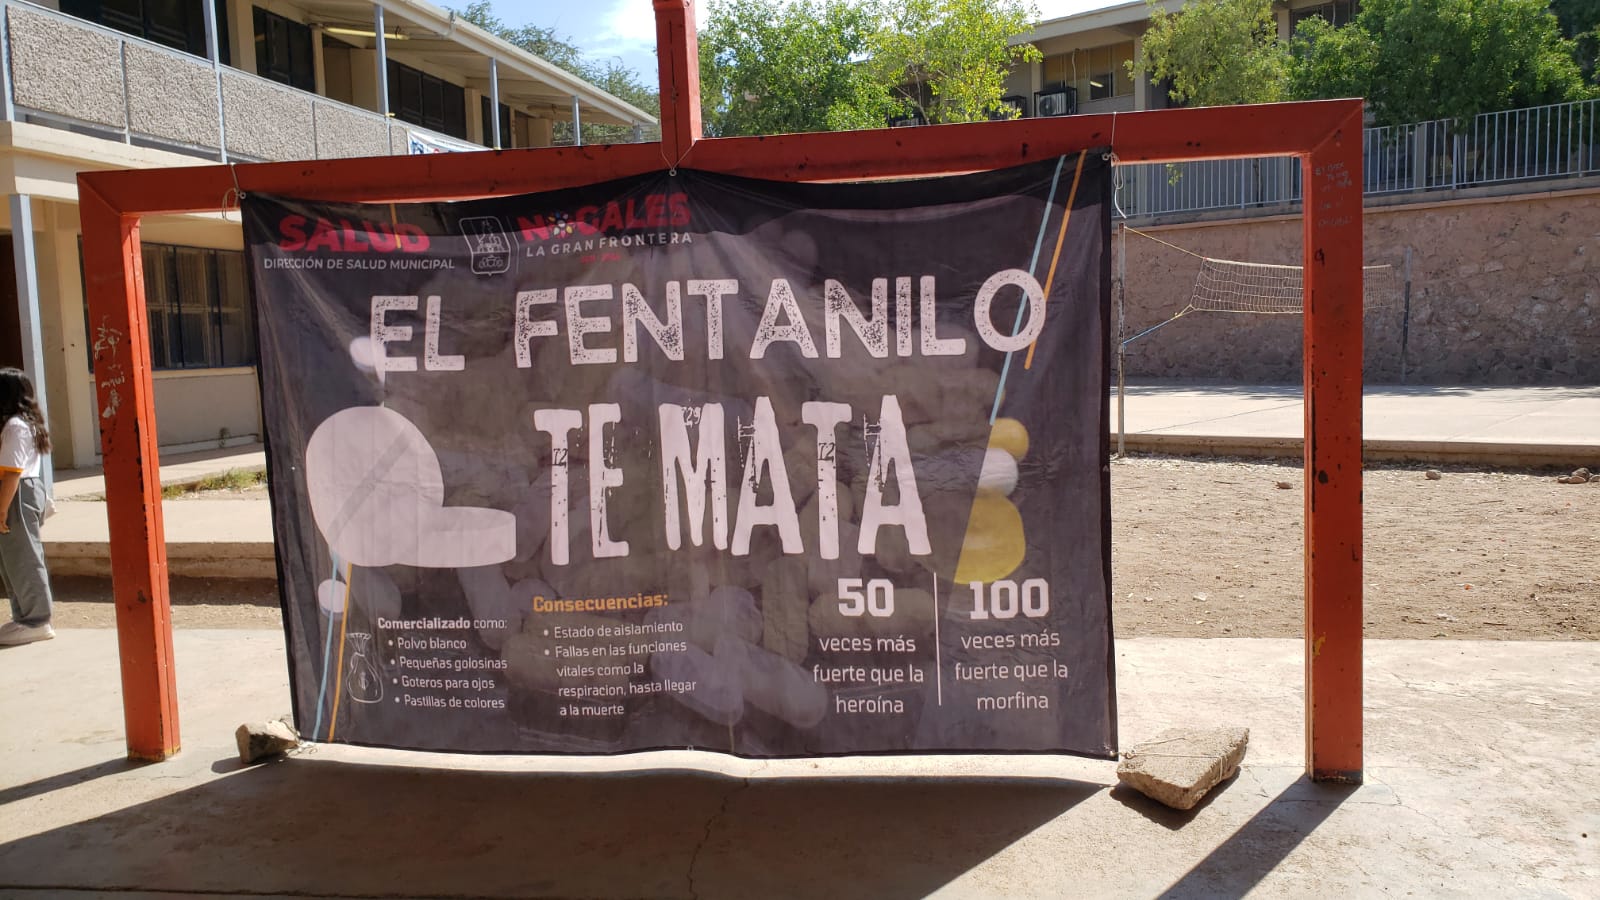 SALUD
DIRECCIÓN DE SALUD MUNICIPAL
NOGALES
LA GRAN FRONTERA
EL FENTANILO
TE MATA
Comercializado como:
• Polvo blanco
• Pequeñas golosinas
• Goteros para ojos
• Pastillas de colores
Consecuencias:
• Estado de aislamiento
• Fallas en las funciones
vitales como la
respiracion, hasta llegar
a la muerte
50
veces más
fuerte que la
heroína
100
veces más
fuerte que la
morfina